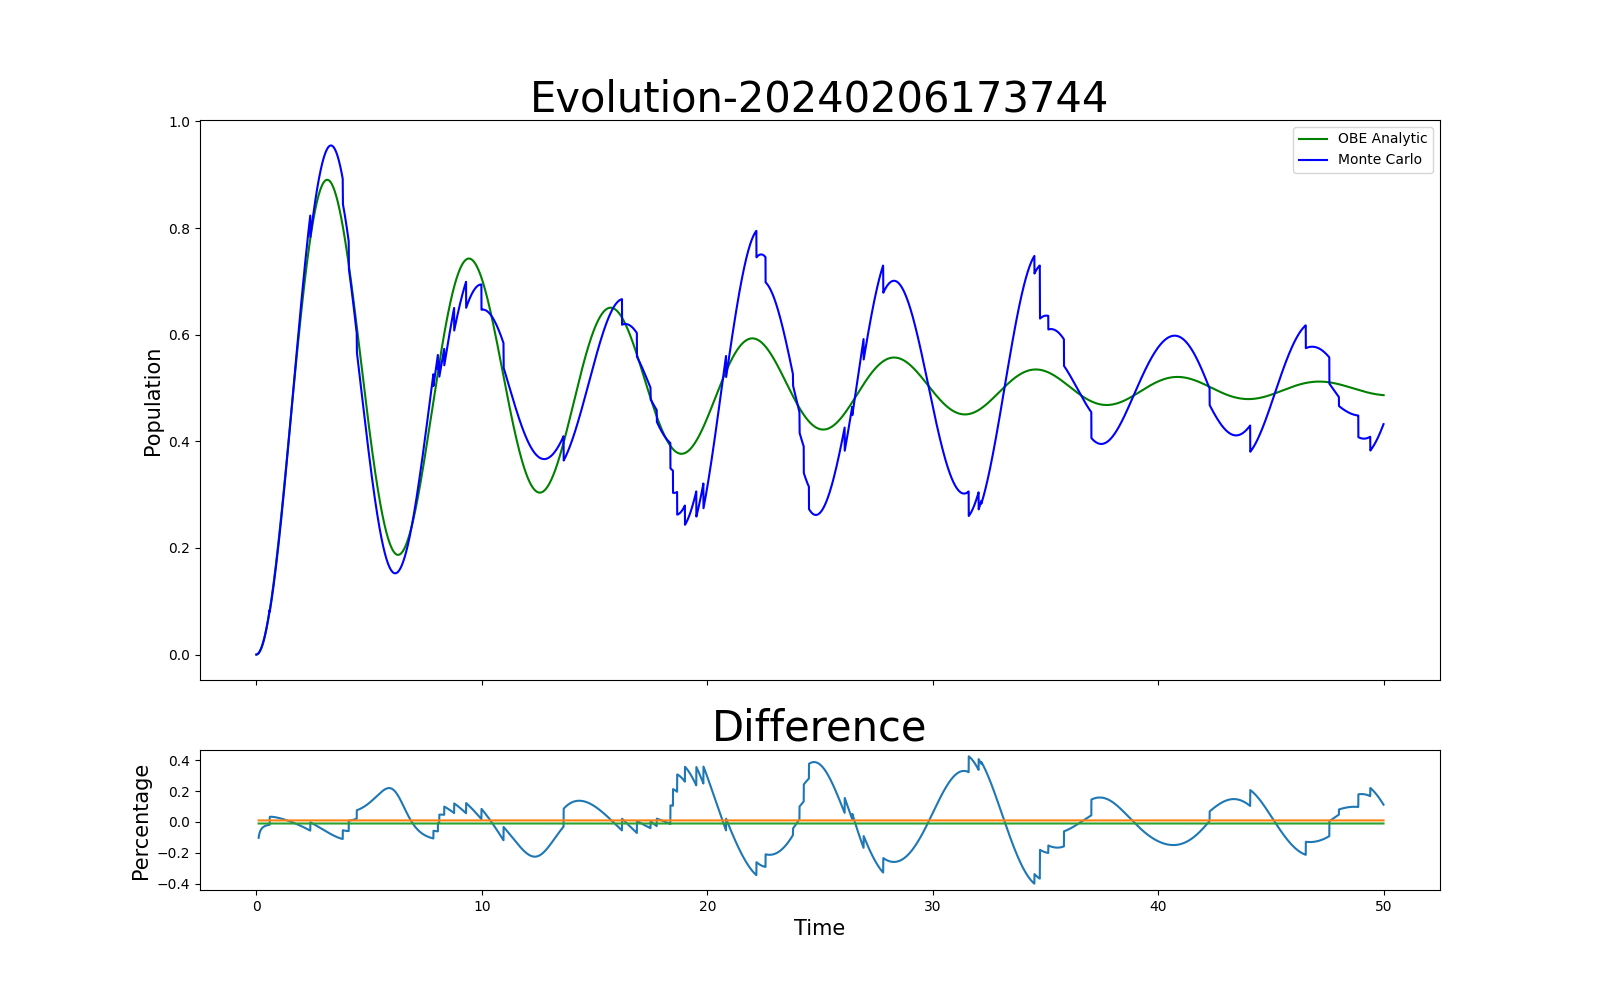 Evolution-20240206173744
OBE Analytic
Monte Carlo
1.0
0.8
0.6
0.4
0.2
0.0
Population
Difference
0.4
0.2
0.0
−0.2
−0.4
Percentage
0 10 20 30 40 50
Time